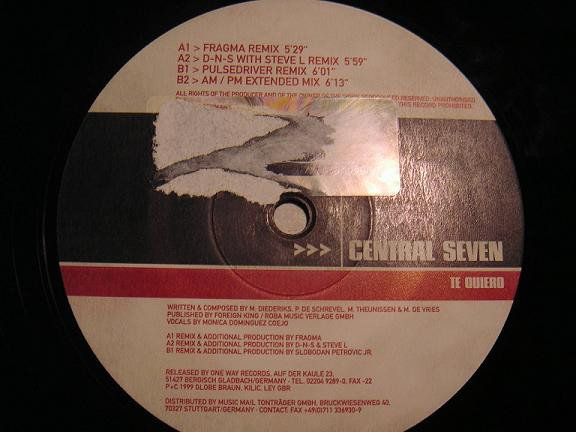 A1 > FRAGMA REMIX 5'29"
A2 > D-N-S WITH STEVE L REMIX 5'59"
B1 > PULSEDRIVER REMIX 6'01"
B2 > AM / PM EXTENDED MIX 6'13"
ALL RIGHTS OF THE PRODUCER AND OF THE OWNER OF THE WORK REPRODUCED RESERVED. UNAUTHORISED
THIS RECORD PROHIBITED.
>>> CENTRAL SEVEN
TE QUIERO
WRITTEN & COMPOSED BY M. DIEDERIKS, P. DE SCHREVEL, M. THEUNISSEN & M. DE VRIES
PUBLISHED BY FOREIGN KING / ROBA MUSIC VERLAGE GMBH
VOCALS BY MONICA DOMINGUEZ COEJO
A1 REMIX & ADDITIONAL PRODUCTION BY FRAGMA
A2 REMIX & ADDITIONAL PRODUCTION BY D-N-S & STEVE L
B1 REMIX & ADDITIONAL PRODUCTION BY SLOBODAN PETROVIC JR.
RELEASED BY ONE WAY RECORDS, AUF DER KAULE 23,
51427 BERGISCH GLADBACH/GERMANY · TEL. 02204 9289-0, FAX -22
P+C 1999 GLOBE BRAUN, KILIC, LEY GBR
DISTRIBUTED BY MUSIC MAIL TONTRÄGER GMBH, BRUCKWIESENWEG 40,
70327 STUTTGART/GERMANY · CONTACT. FAX +49(0)711 336930-9